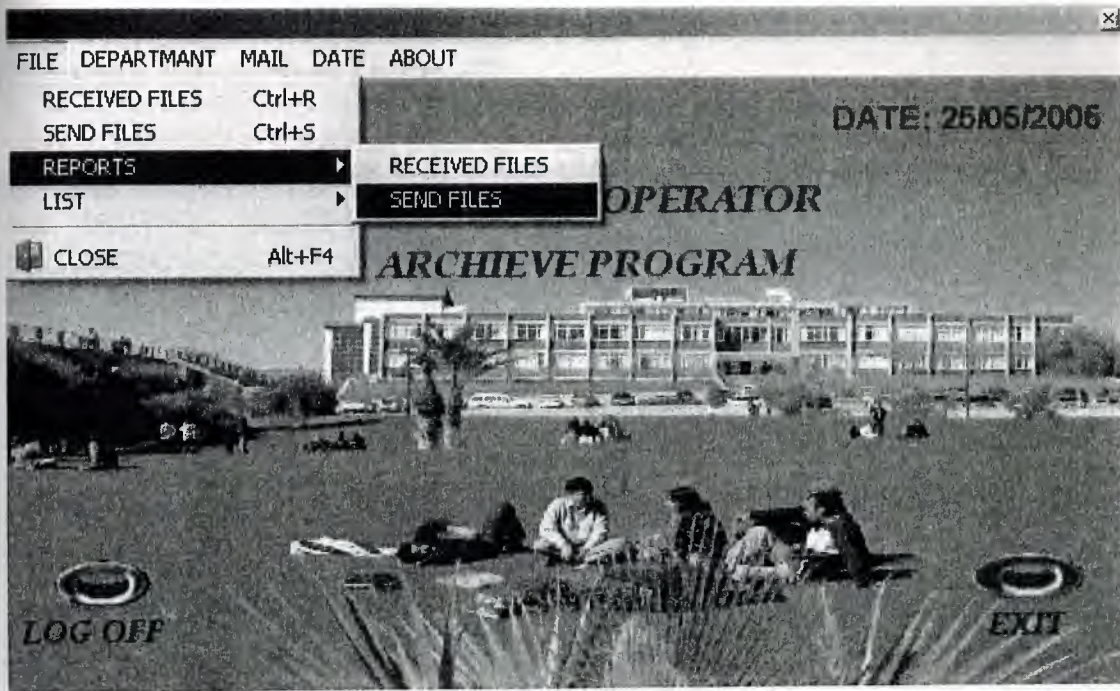 FILE DEPARTMANT MAIL DATE ABOUT
RECEIVED FILES Ctrl+R
SEND FILES Ctrl+S
REPORTS
LIST
CLOSE Alt+F4
RECEIVED FILES
SEND FILES
DATE: 25/05/2006
OPERATOR
ARCHIEVE PROGRAM
LOG OFF
EXIT